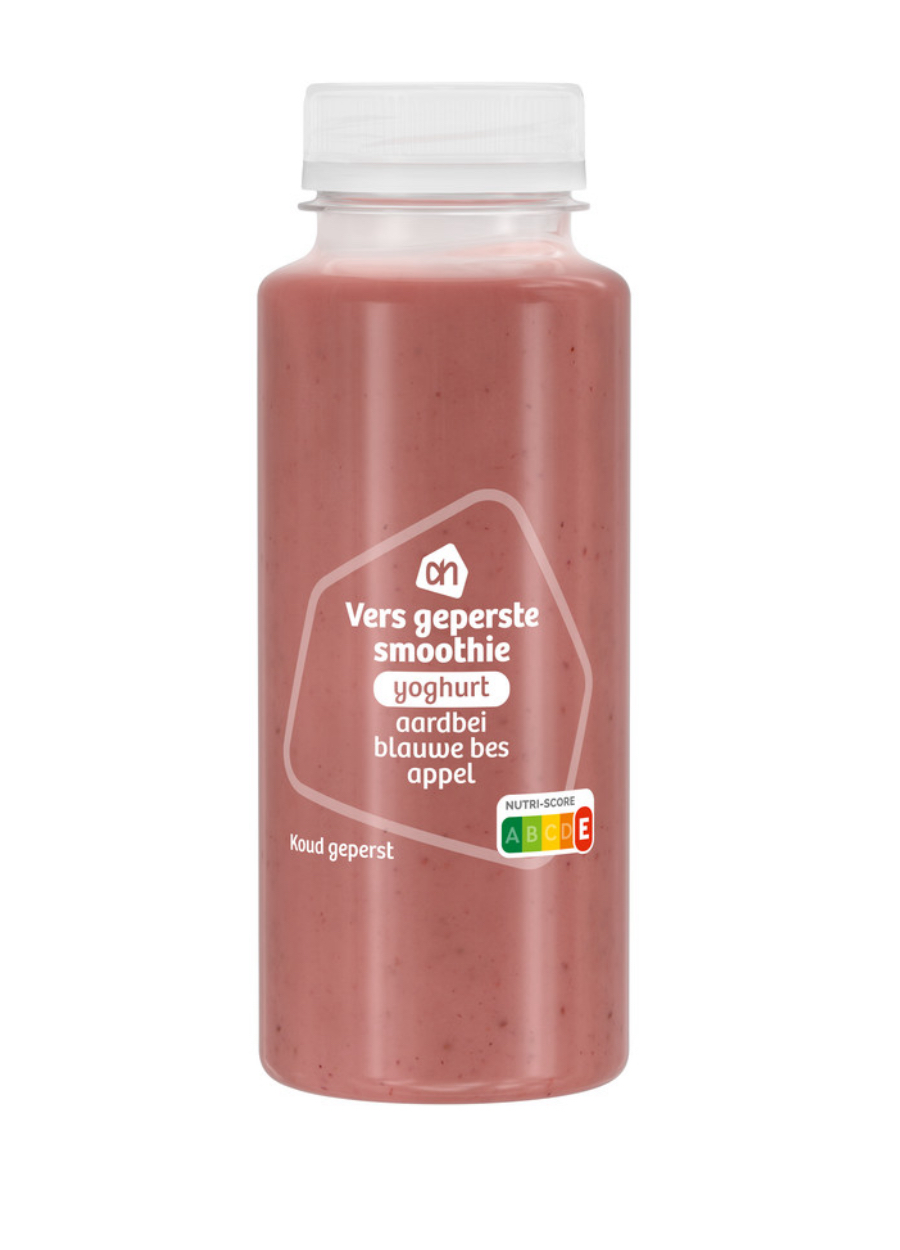 ah
Vers geperste
smoothie
yoghurt
aardbei
blauwe bes
appel
NUTRI-SCORE
A B C D E
Koud geperst